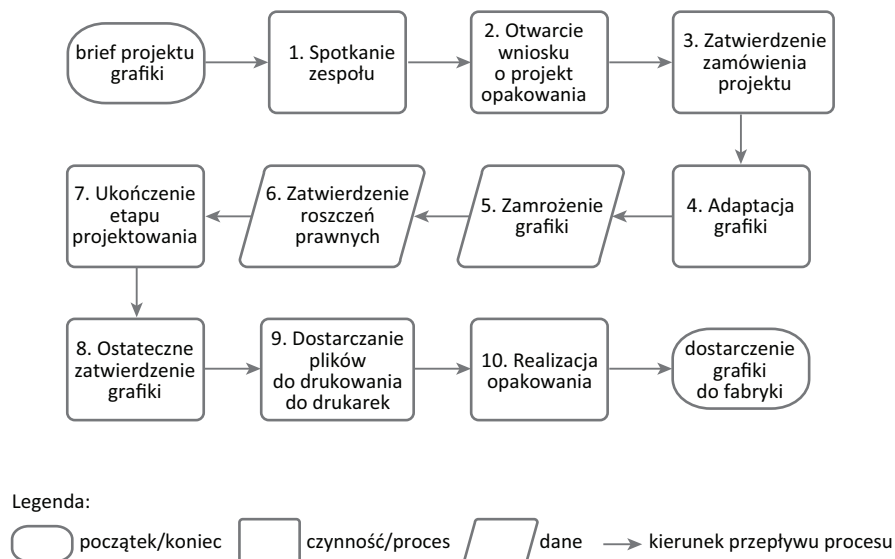 brief projektu
grafiki
1. Spotkanie
zespołu
2. Otwarcie
wniosku
o projekt
opakowania
3. Zatwierdzenie
zamówienia
projektu
4. Adaptacja
grafiki
5. Zamrożenie
grafiki
6. Zatwierdzenie
roszczeń
prawnych
7. Ukończenie
etapu
projektowania
8. Ostateczne
zatwierdzenie
grafiki
9. Dostarczanie
plików
do drukowania
do drukarek
10. Realizacja
opakowania
dostarczenie
grafiki
do fabryki
Legenda:
początek/koniec
czynność/proces
dane
kierunek przepływu procesu